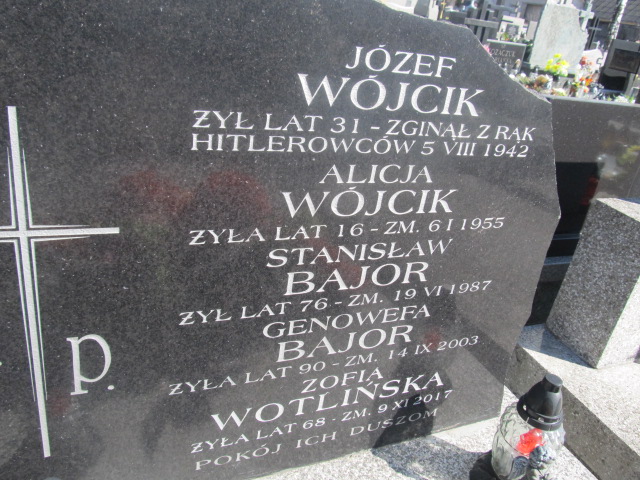 JÓZEF
WÓJCIK
ŻYŁ LAT 31 - ZGINĄŁ Z RĄK
HITLEROWCÓW 5 VIII 1942
ALICJA
WÓJCIK
ŻYŁA LAT 16 - ZM. 6 I 1955
STANISŁAW
BAJOR
ŻYŁ LAT 76 - ZM. 19 VI 1987
GENOWEFA
BAJOR
ŻYŁA LAT 90 - ZM. 14 IX 2003
ZOFIA
WOTLIŃSKA
ŻYŁA LAT 68 - ZM. 9 XI 2017
POKÓJ ICH DUSZOM
p.